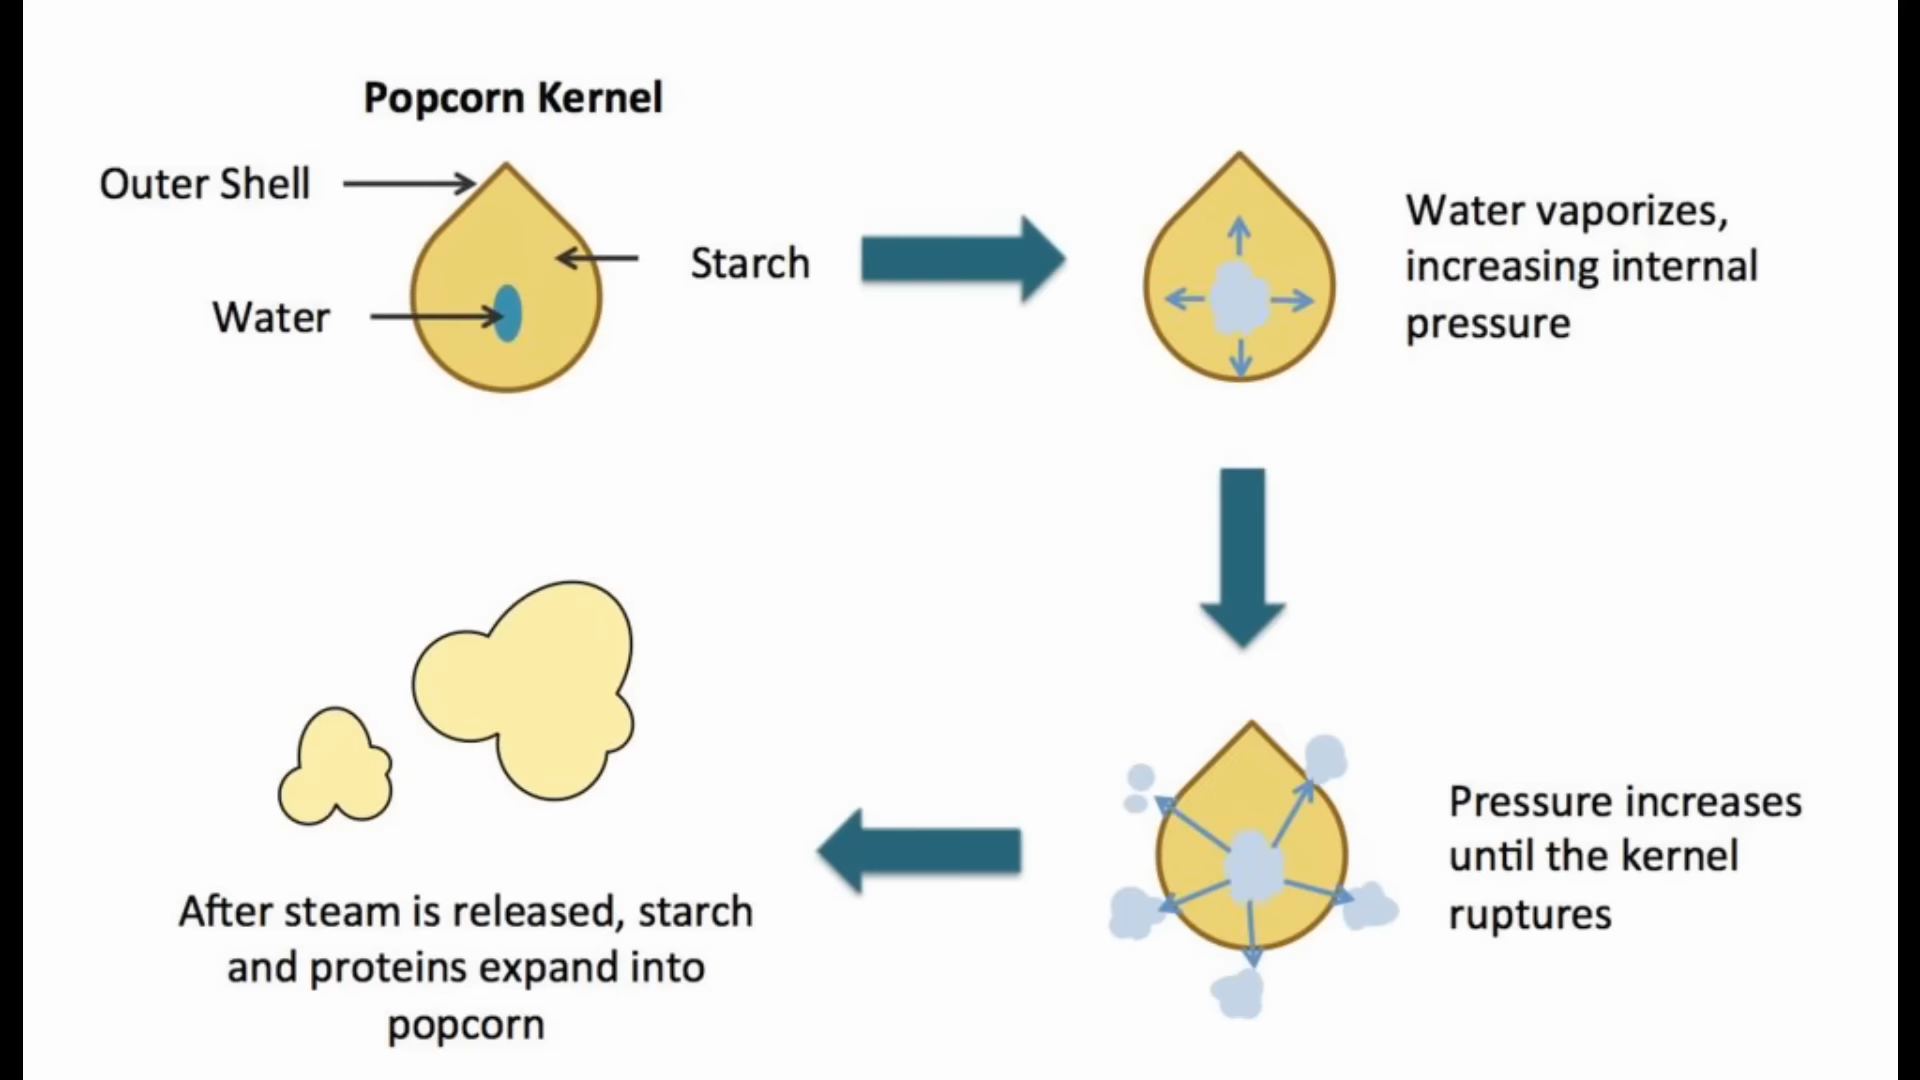 Popcorn Kernel
Outer Shell
Starch
Water
Water vaporizes,
increasing internal
pressure
Pressure increases
until the kernel
ruptures
After steam is released, starch
and proteins expand into
popcorn